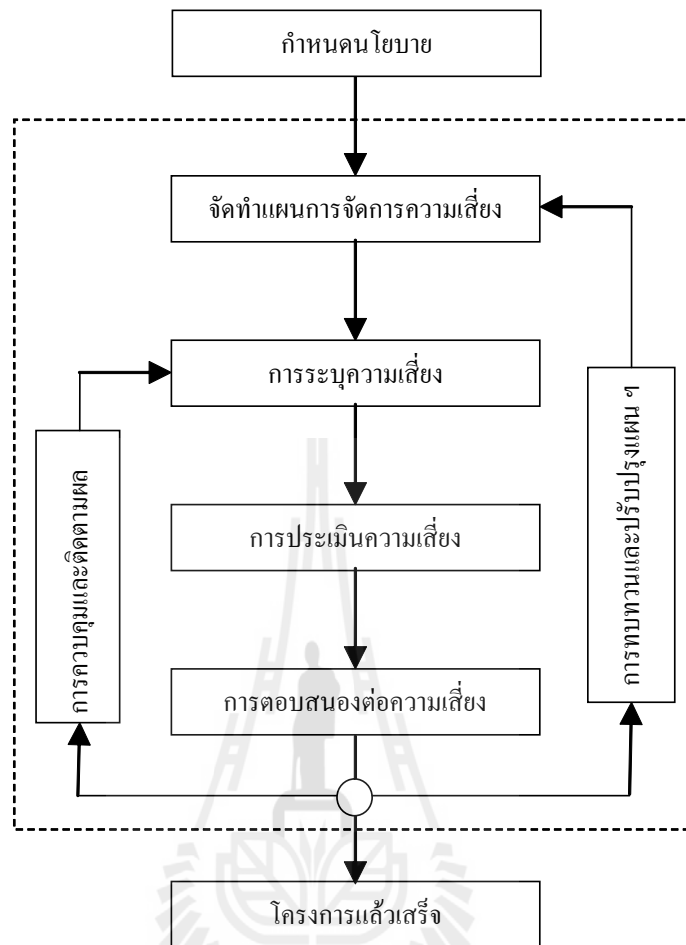 กำหนดนโยบาย
จัดทำแผนการจัดการความเสี่ยง
การระบุความเสี่ยง
การควบคุมและติดตามผล
การทบทวนและปรับปรุงแผน ฯ
การประเมินความเสี่ยง
การตอบสนองต่อความเสี่ยง
โครงการแล้วเสร็จ